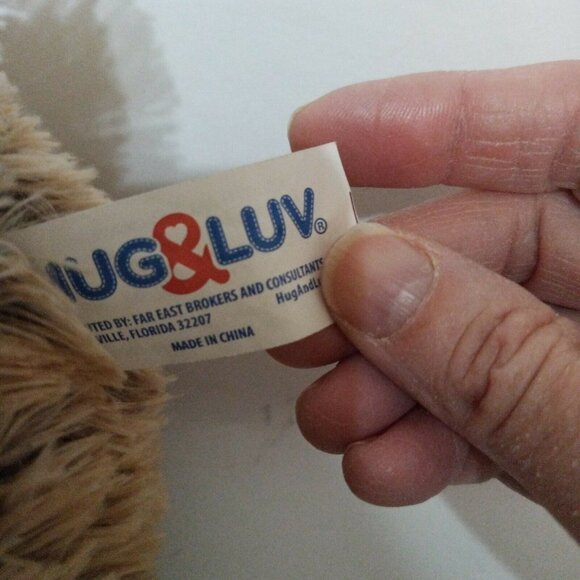 HUG&LUV®
TED BY: FAR EAST BROKERS AND CONSULTANTS
VILLE, FLORIDA 32207 HugAndL
MADE IN CHINA